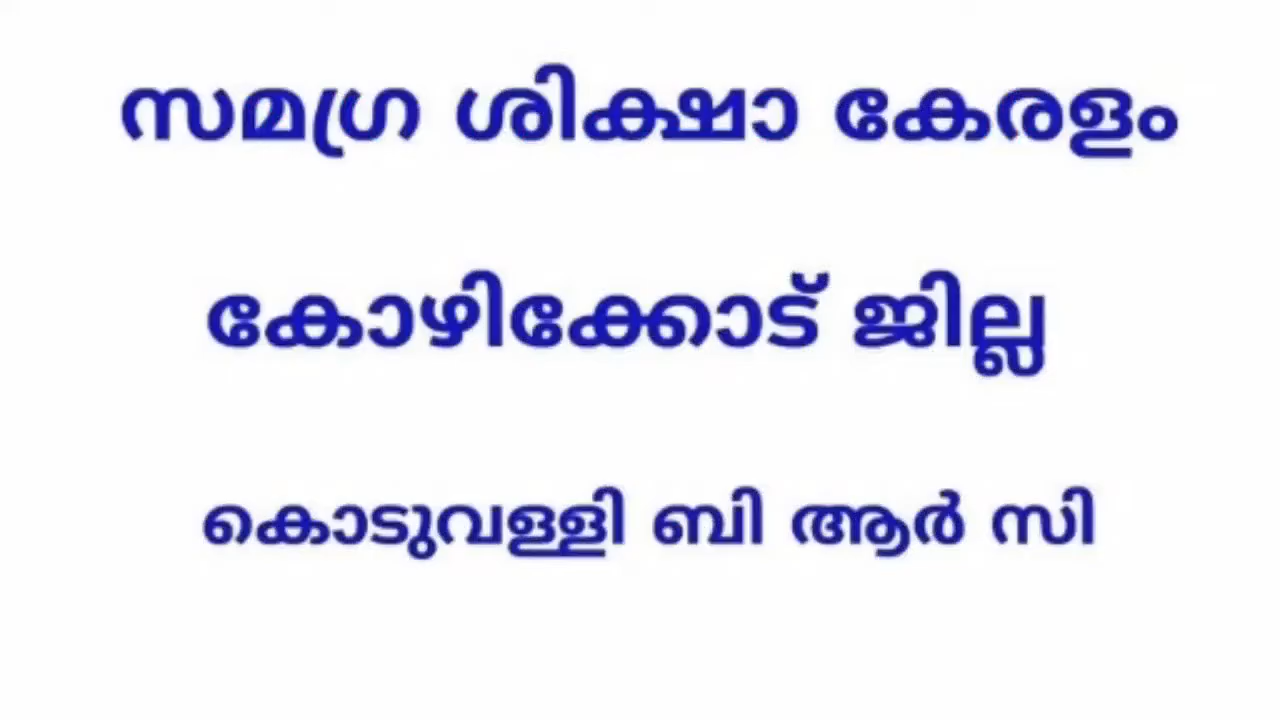 സമഗ്ര ശിക്ഷാ കേരളം
കോഴിക്കോട് ജില്ല
കൊടുവള്ളി ബി ആർ സി